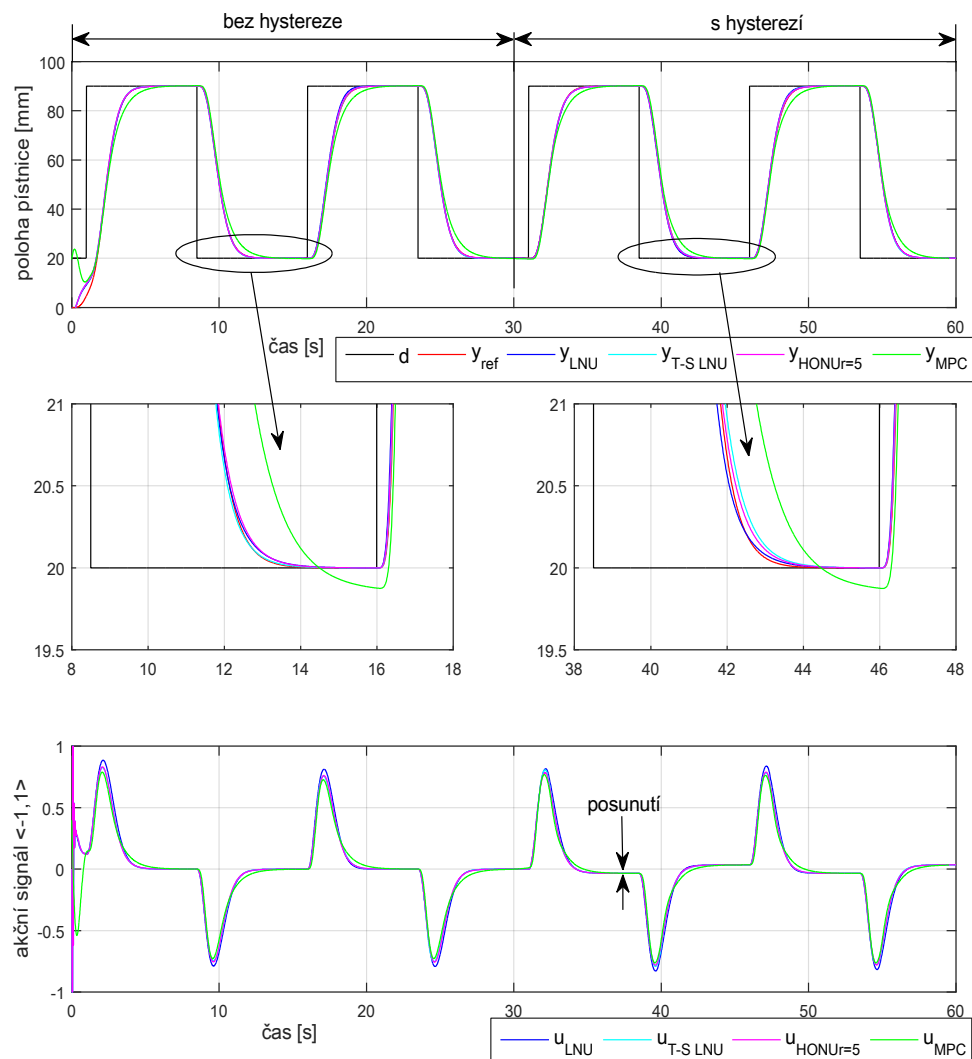 bez hystereze
s hysterezí
100
80
60
40
20
0
poloha pístnice [mm]
0 10 20 30 40 50 60
čas [s]
d y_ref y_LNU y_T-S LNU y_HONUr=5 y_MPC
21
20.5
20
19.5
8 10 12 14 16 18
21
20.5
20
19.5
38 40 42 44 46 48
1
0.5
0
-0.5
-1
akční signál <-1,1>
posunutí
0 10 20 30 40 50 60
čas [s]
u_LNU u_T-S LNU u_HONUr=5 u_MPC